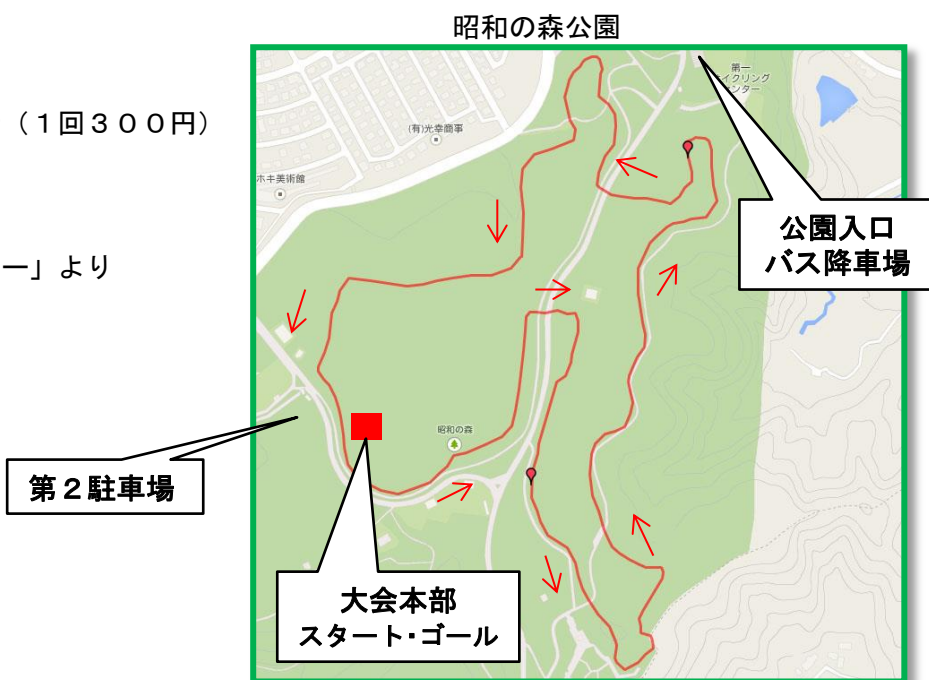 昭和の森公園
（１回３００円）
ー」より
第一
サイクリング
センター
(有)光幸商事
ホキ美術館
公園入口
バス降車場
昭和の森
第２駐車場
大会本部
スタート・ゴール